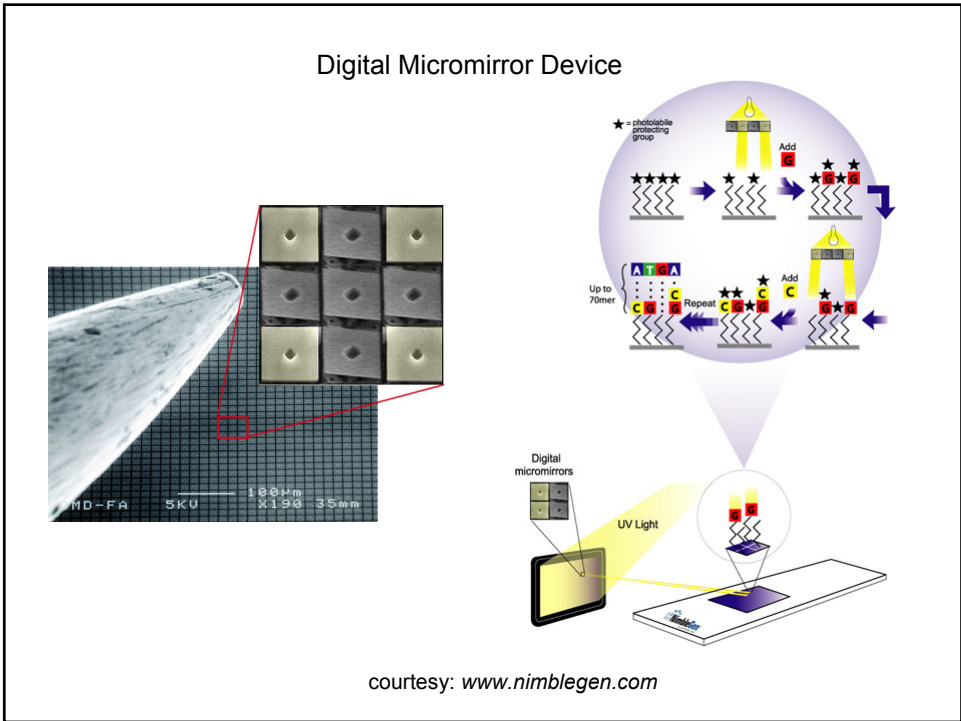 Digital Micromirror Device
★ = photolabile
protecting
group
Add
G
G G
A T G A
Up to
70mer
C
C G G
Repeat
C
C G G
Add
C
G G
MD-FA 5KV 100µm
X190 35mm
Digital
micromirrors
UV Light
G G
NimbleGen
courtesy: www.nimblegen.com